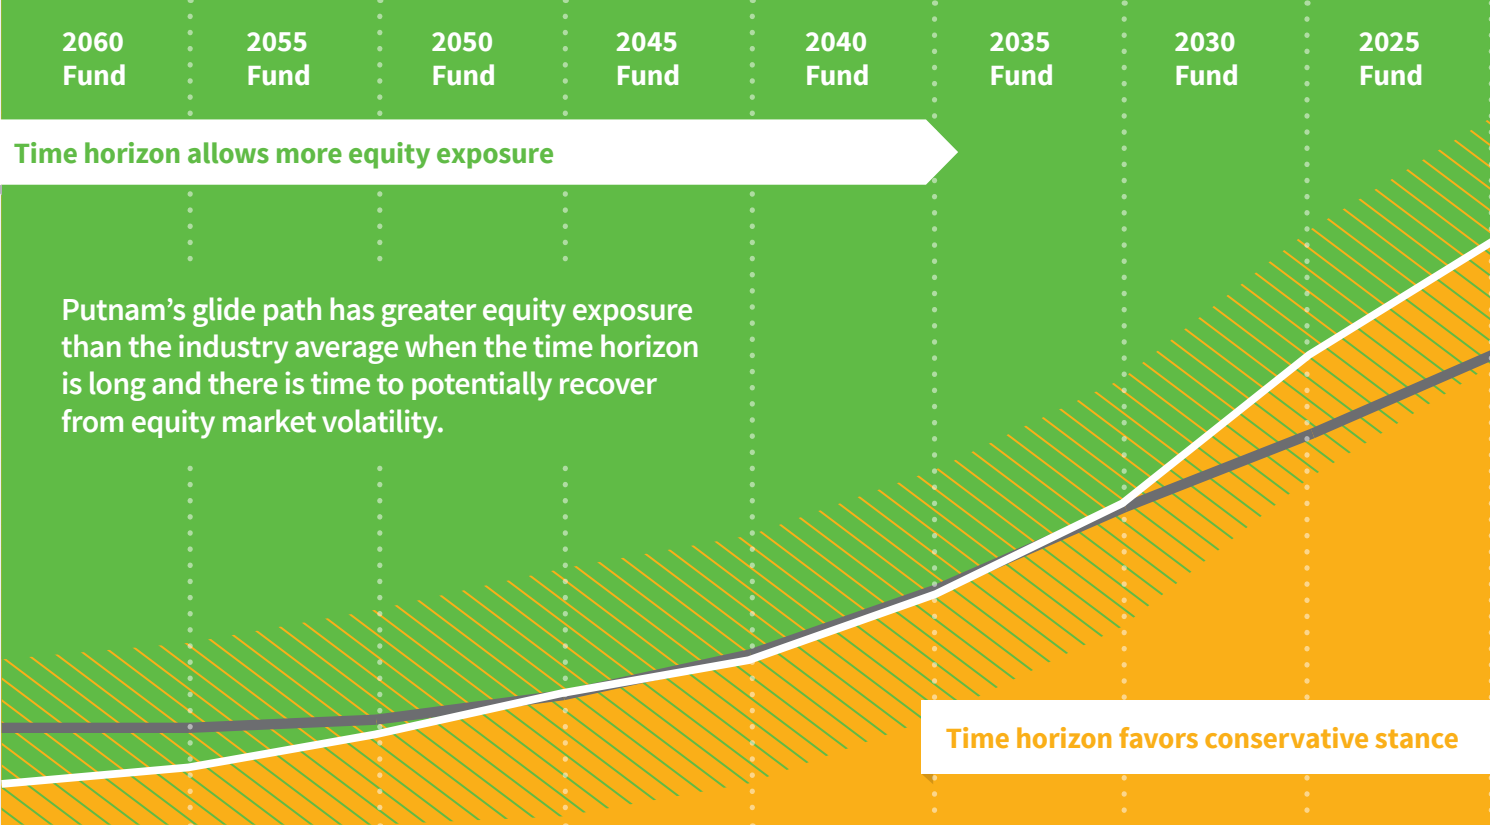 2060
Fund
2055
Fund
2050
Fund
2045
Fund
2040
Fund
2035
Fund
2030
Fund
2025
Fund
Time horizon allows more equity exposure
Putnam’s glide path has greater equity exposure
than the industry average when the time horizon
is long and there is time to potentially recover
from equity market volatility.
Time horizon favors conservative stance